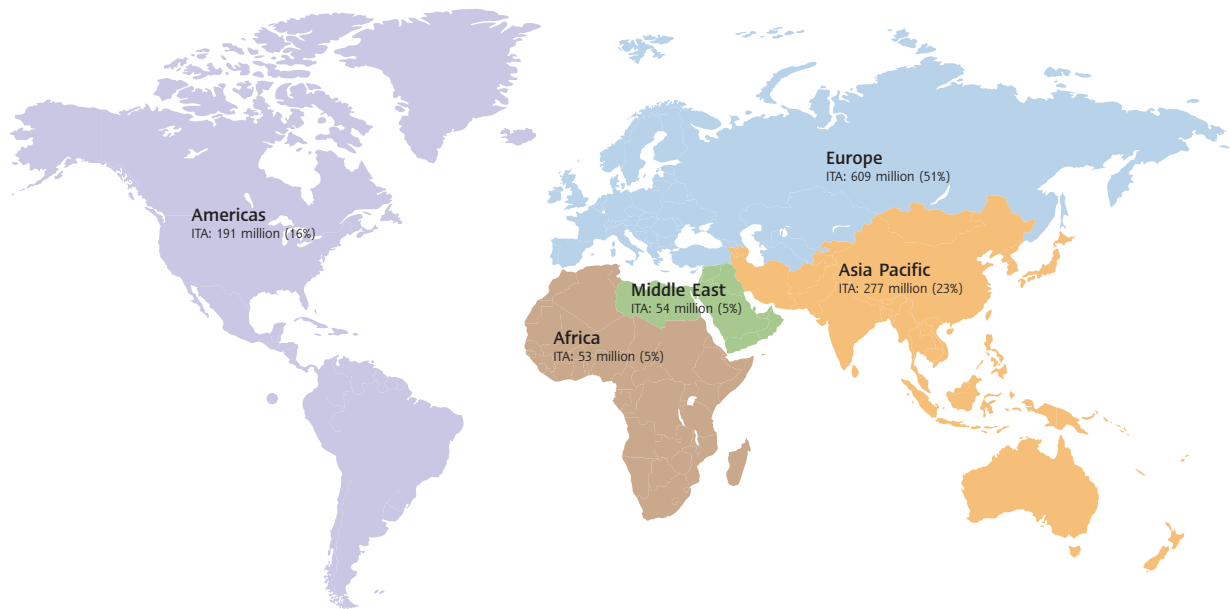 Europe
ITA: 609 million (51%)
Americas
ITA: 191 million (16%)
Asia Pacific
ITA: 277 million (23%)
Middle East
ITA: 54 million (5%)
Africa
ITA: 53 million (5%)